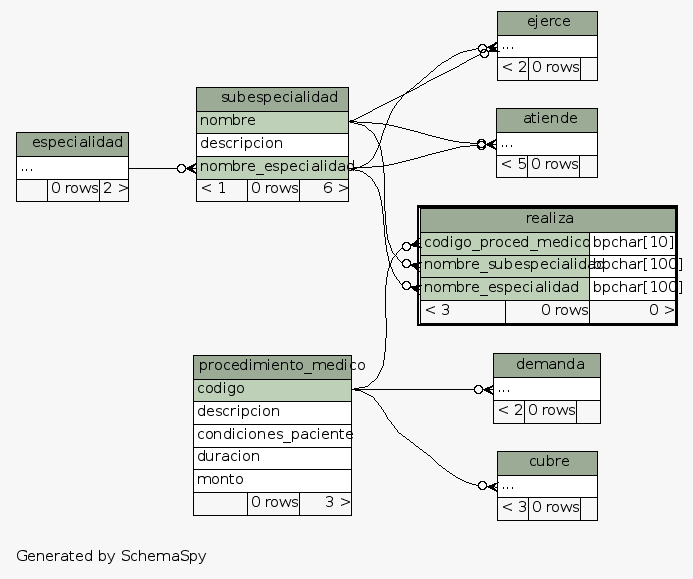 ejerce
...
< 2 0 rows
subespecialidad
nombre
descripcion
nombre_especialidad
< 1 0 rows 6 >
atiende
...
< 5 0 rows
especialidad
...
0 rows 2 >
realiza
codigo_proced_medico bpchar[10]
nombre_subespecialidad bpchar[100]
nombre_especialidad bpchar[100]
< 3 0 rows 0 >
procedimiento_medico
codigo
descripcion
condiciones_paciente
duracion
monto
0 rows 3 >
demanda
...
< 2 0 rows
cubre
...
< 3 0 rows
Generated by SchemaSpy